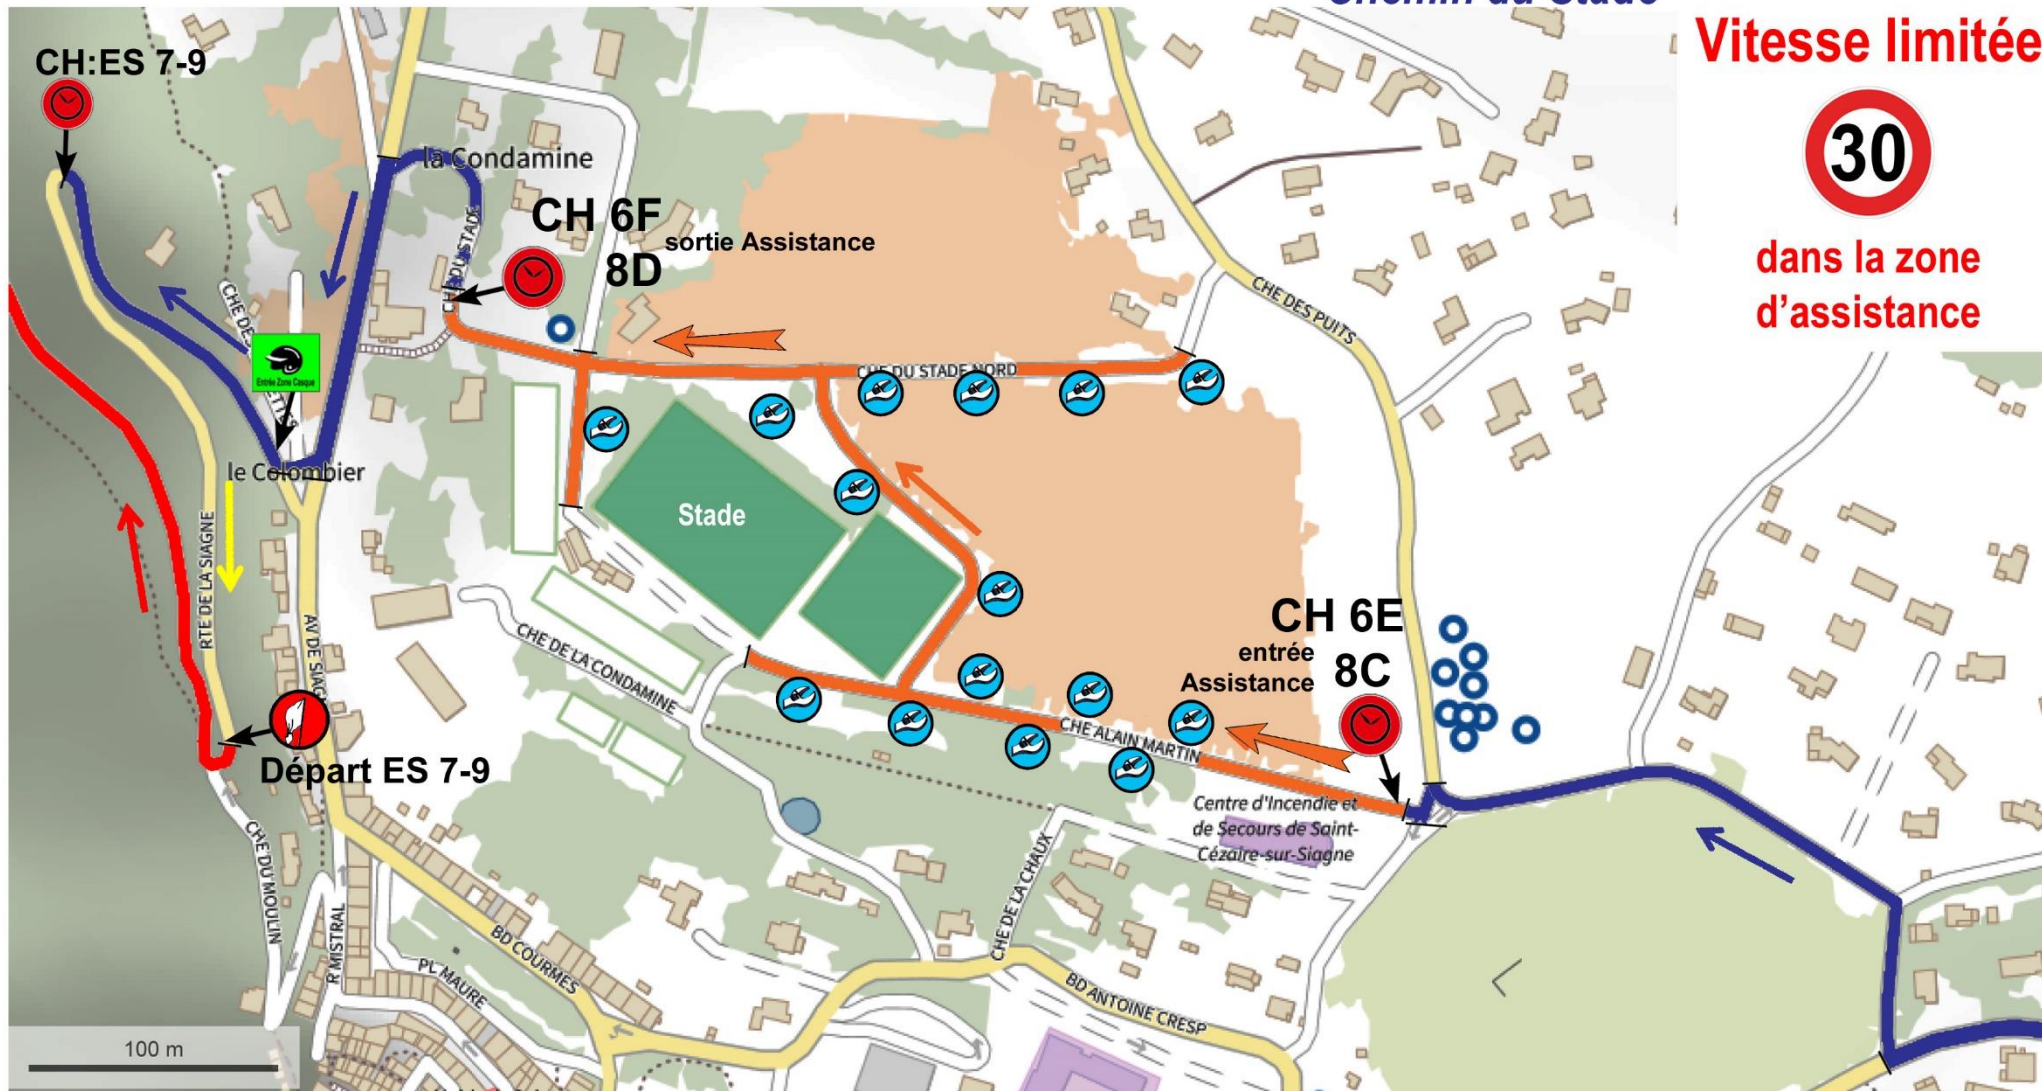 Chemin du Stade
Vitesse limitée
30
dans la zone
d'assistance
CH:ES 7-9
la Condamine
CH 6F
sortie Assistance
8D
CHE DU STADE
CHE DES PUITS
Entrée Zone Casque
CHE DU STADE NORD
le Colombier
Stade
RTE DE LA SIAGNE
AV DE SIAGNE
CHE DE LA CONDAMINE
CH 6E
entrée
Assistance
8C
CHE ALAIN MARTIN
Départ ES 7-9
Centre d'Incendie et
de Secours de Saint-
Cézaire-sur-Siagne
CHE DU MOULIN
R MISTRAL
CHE DE LA CHAUX
BD COURMES
PL MAURE
BD ANTOINE CRESP
100 m